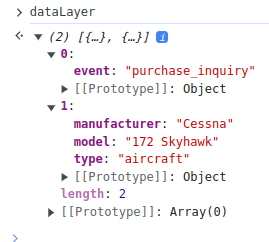 dataLayer
(2) [{…}, {…}] i
0:
event: "purchase_inquiry"
[[Prototype]]: Object
1:
manufacturer: "Cessna"
model: "172 Skyhawk"
type: "aircraft"
[[Prototype]]: Object
length: 2
[[Prototype]]: Array(0)